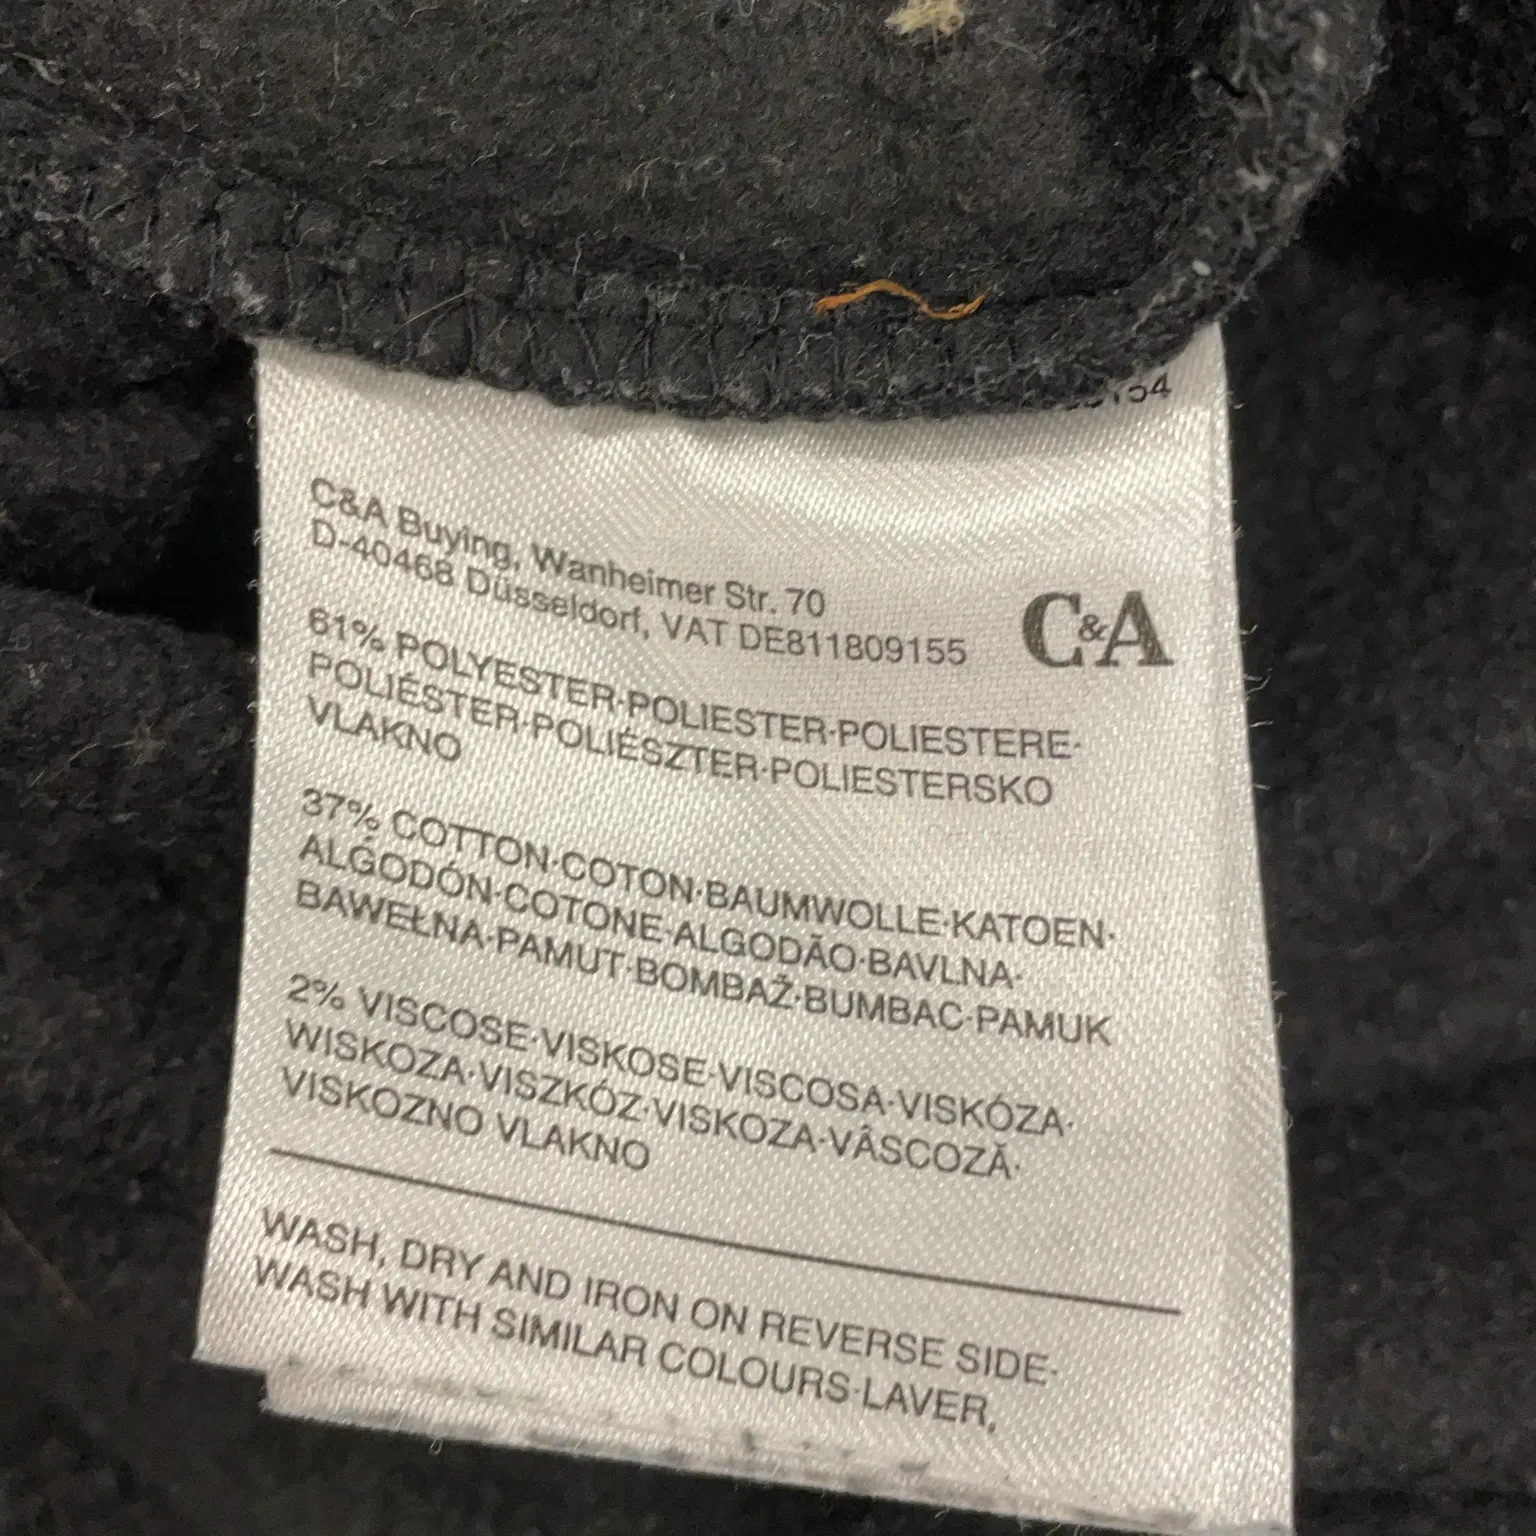 C&A Buying, Wanheimer Str. 70
D-40468 Düsseldorf, VAT DE811809155
C&A
61% POLYESTER·POLIESTER·POLIESTERE·
POLIÉSTER·POLIÉSZTER·POLIESTERSKO
VLAKNO
37% COTTON·COTON·BAUMWOLLE·KATOEN·
ALGODÓN·COTONE·ALGODÃO·BAVLNA·
BAWEŁNA·PAMUT·BOMBAŽ·BUMBAC·PAMUK
2% VISCOSE·VISKOSE·VISCOSA·VISKÓZA·
WISKOZA·VISZKÓZ·VISKOZA·VÂSCOZĂ·
VISKOZNO VLAKNO
WASH, DRY AND IRON ON REVERSE SIDE·
WASH WITH SIMILAR COLOURS·LAVER,